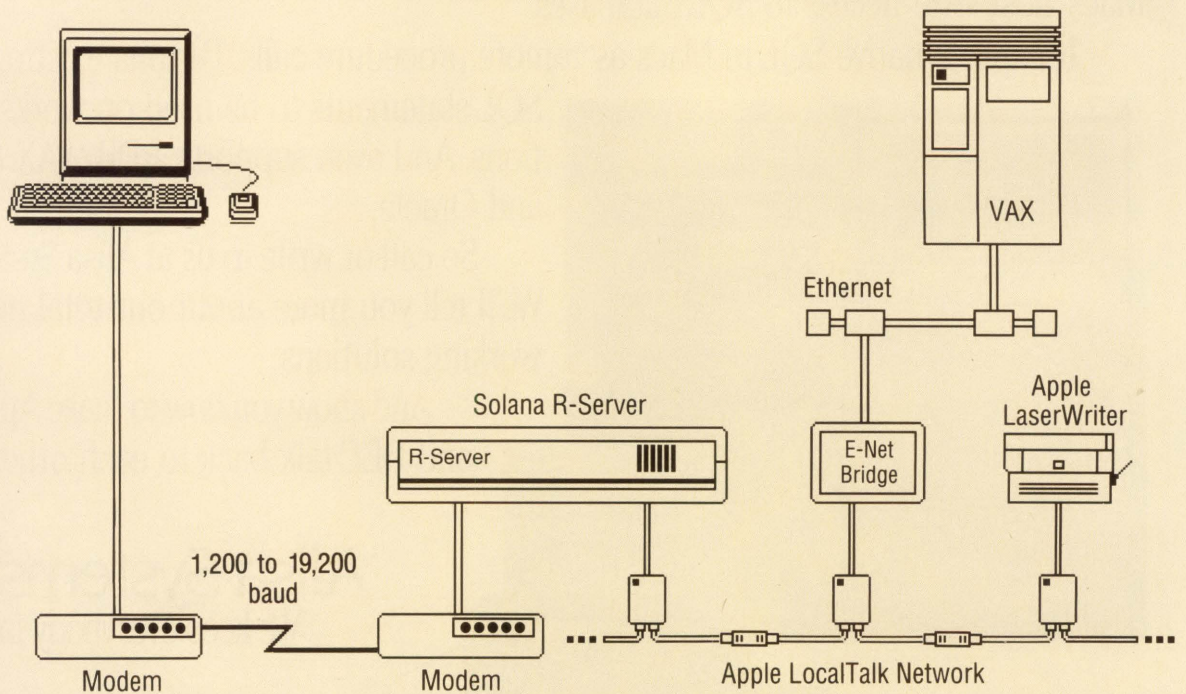 VAX
Ethernet
Apple
LaserWriter
Solana R-Server
R-Server
E-Net
Bridge
1,200 to 19,200
baud
Modem
Modem
Apple LocalTalk Network